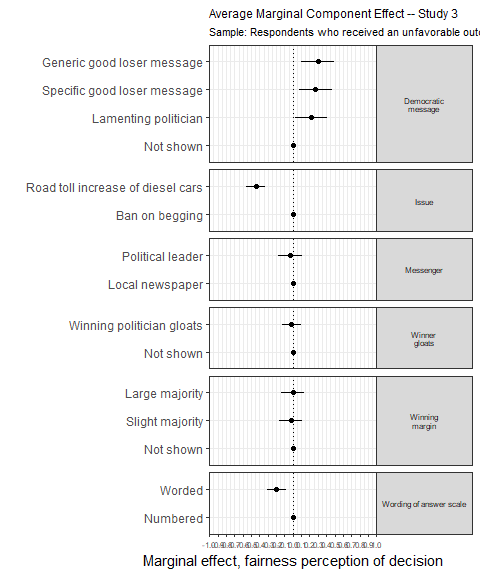 Average Marginal Component Effect -- Study 3
Sample: Respondents who received an unfavorable out
Generic good loser message
Specific good loser message
Lamenting politician
Not shown
Democratic
message
Road toll increase of diesel cars
Ban on begging
Issue
Political leader
Local newspaper
Messenger
Winning politician gloats
Not shown
Winner
gloats
Large majority
Slight majority
Not shown
Winning
margin
Worded
Numbered
Wording of answer scale
Marginal effect, fairness perception of decision